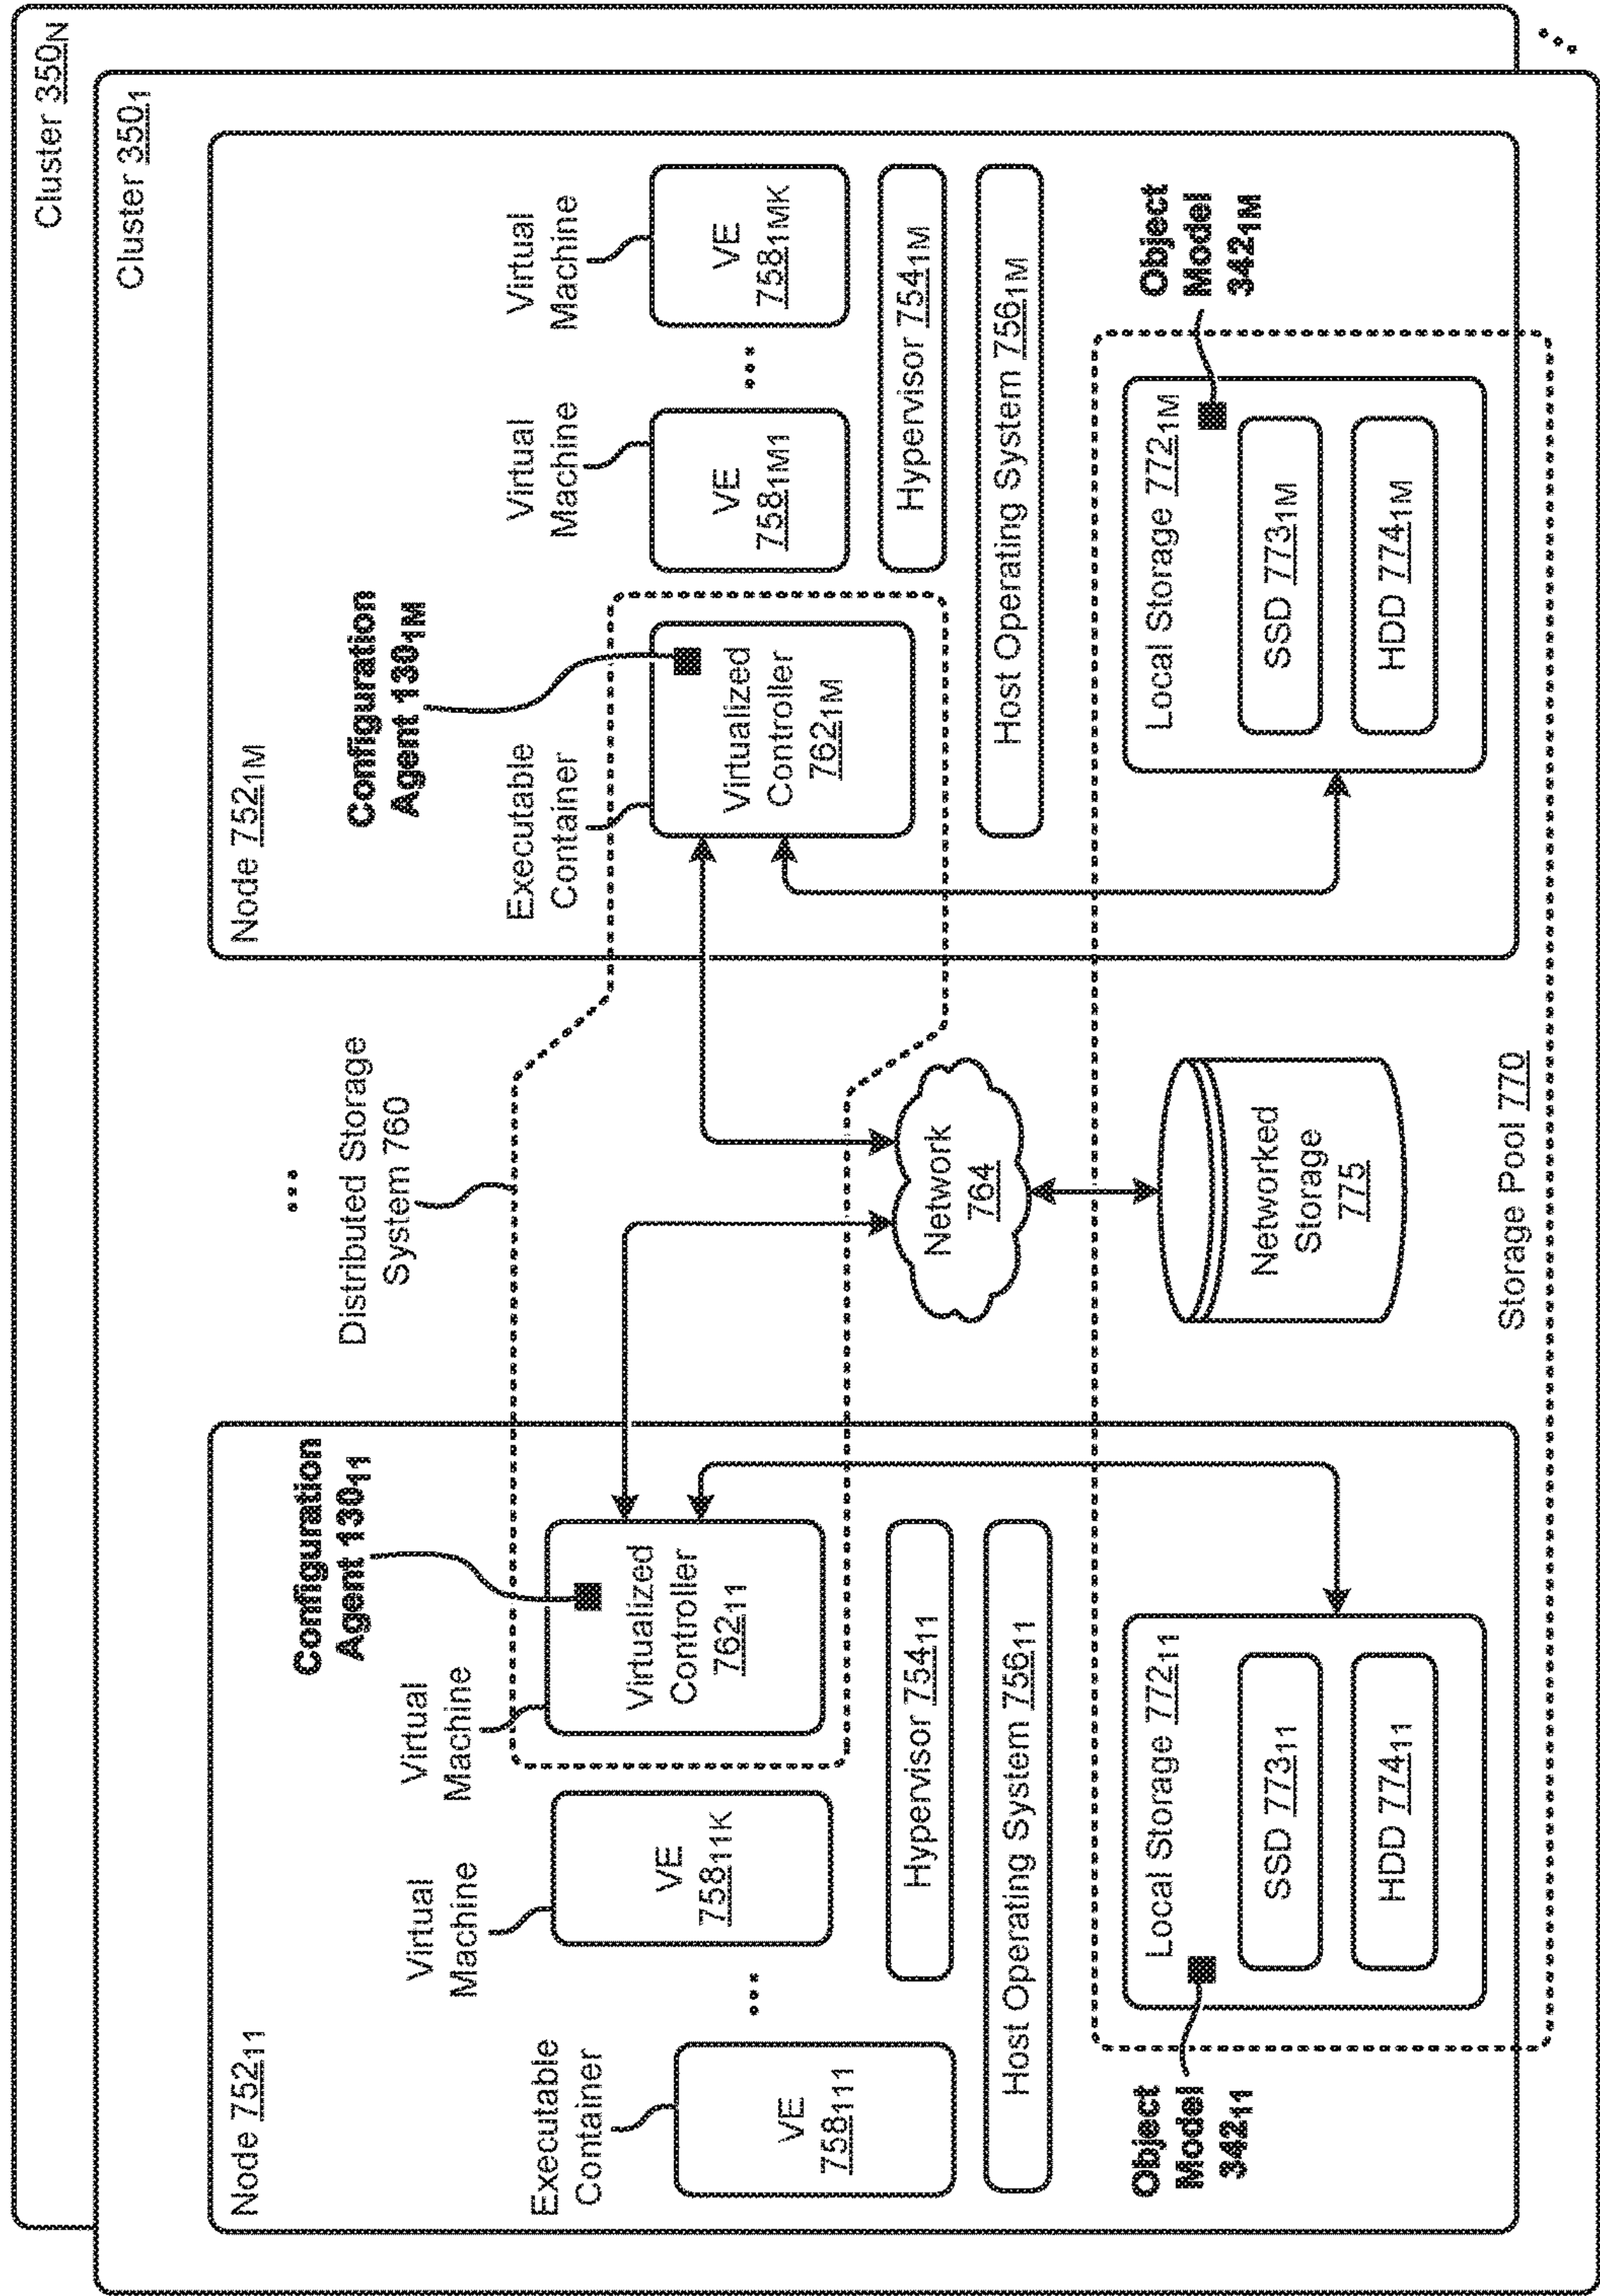 Cluster 350N
Cluster 3501
Node 75211
Configuration
Agent 13011
Virtual
Machine
Virtual
Machine
Executable
Container
VE
758111
...
VE
75811K
Virtualized
Controller
76211
Hypervisor 75411
Host Operating System 75611
Object
Model
34211
Local Storage 77211
SSD 77311
HDD 77411
...
Distributed Storage
System 760
Network
764
Networked
Storage
775
Storage Pool 770
Node 7521M
Configuration
Agent 1301M
Executable
Container
Virtual
Machine
Virtual
Machine
Virtualized
Controller
7621M
VE
7581M1
...
VE
7581MK
Hypervisor 7541M
Host Operating System 7561M
Object
Model
3421M
Local Storage 7721M
SSD 7731M
HDD 7741M
...